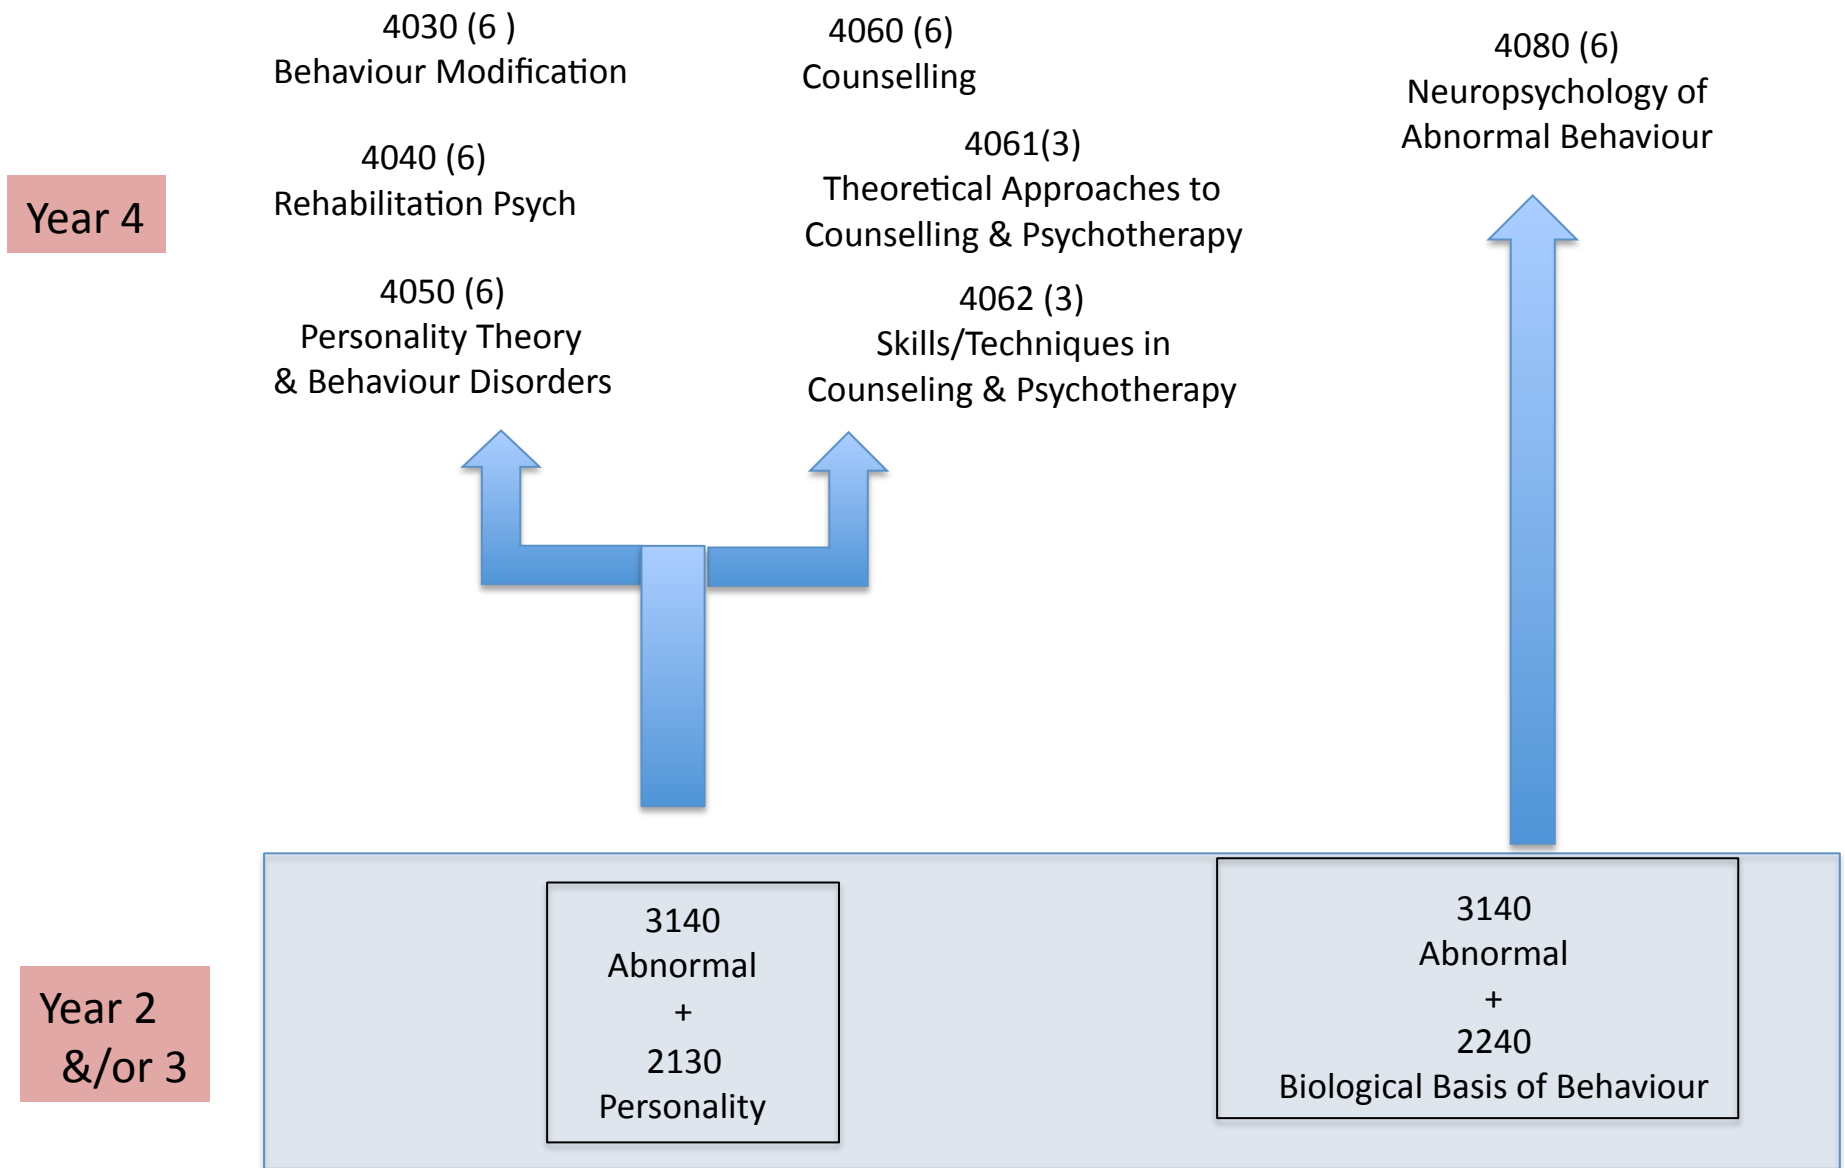 4030 (6 )
Behaviour Modification
4060 (6)
Counselling
4080 (6)
Neuropsychology of
Abnormal Behaviour
Year 4
4040 (6)
Rehabilitation Psych
4061(3)
Theoretical Approaches to
Counselling & Psychotherapy
4050 (6)
Personality Theory
& Behaviour Disorders
4062 (3)
Skills/Techniques in
Counseling & Psychotherapy
Year 2
&/or 3
3140
Abnormal
+
2130
Personality
3140
Abnormal
+
2240
Biological Basis of Behaviour